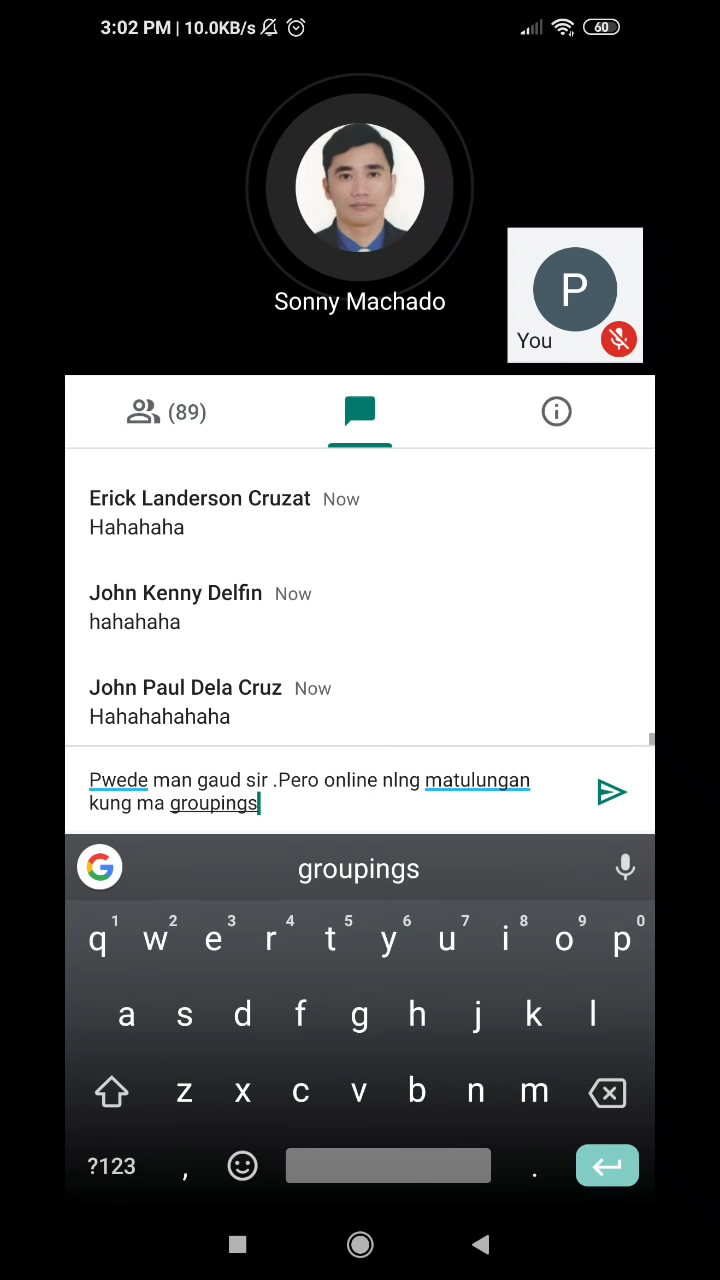 3:02 PM | 10.0KB/s 60
Sonny Machado
P
You
(89)
Erick Landerson Cruzat Now
Hahahaha
John Kenny Delfin Now
hahahaha
John Paul Dela Cruz Now
Hahahahahaha
Pwede man gaud sir .Pero online nlng matulungan
kung ma groupings
G groupings
1 2 3 4 5 6 7 8 9 0
q w e r t y u i o p
a s d f g h j k l
z x c v b n m
?123 , .